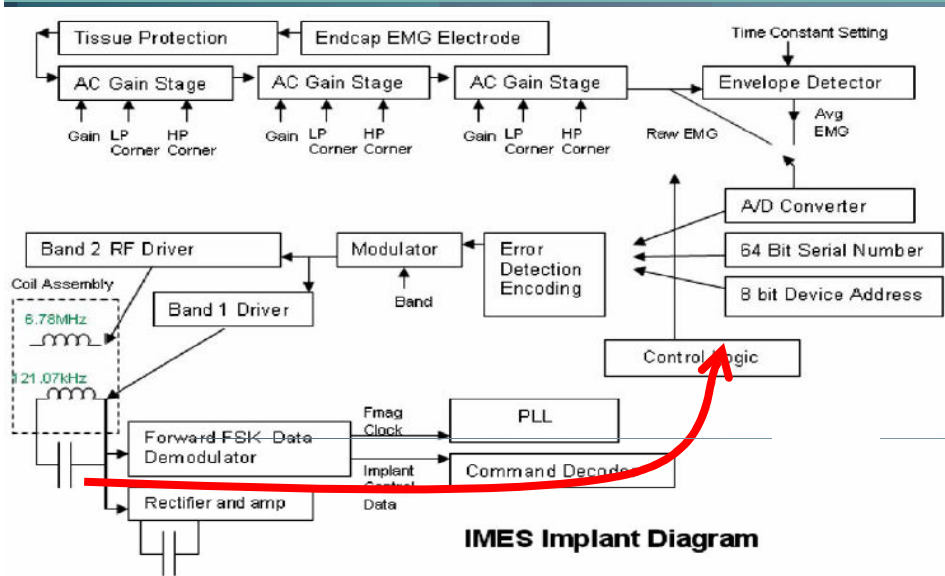 Tissue Protection
Endcap EMG Electrode
Time Constant Setting
AC Gain Stage
AC Gain Stage
AC Gain Stage
Envelope Detector
Gain
LP
Corner
HP
Corner
Gain
LP
Corner
HP
Corner
Gain
LP
Corner
HP
Corner
Raw EMG
Avg
EMG
A/D Converter
Band 2 RF Driver
Modulator
Error
Detection
Encoding
64 Bit Serial Number
8 bit Device Address
Coil Assembly
6.78MHz
Band 1 Driver
Band
Control Logic
121.07kHz
Fmag
Clock
PLL
Forward FSK Data
Demodulator
Implant
Control
Data
Command Decoder
Rectifier and amp
IMES Implant Diagram